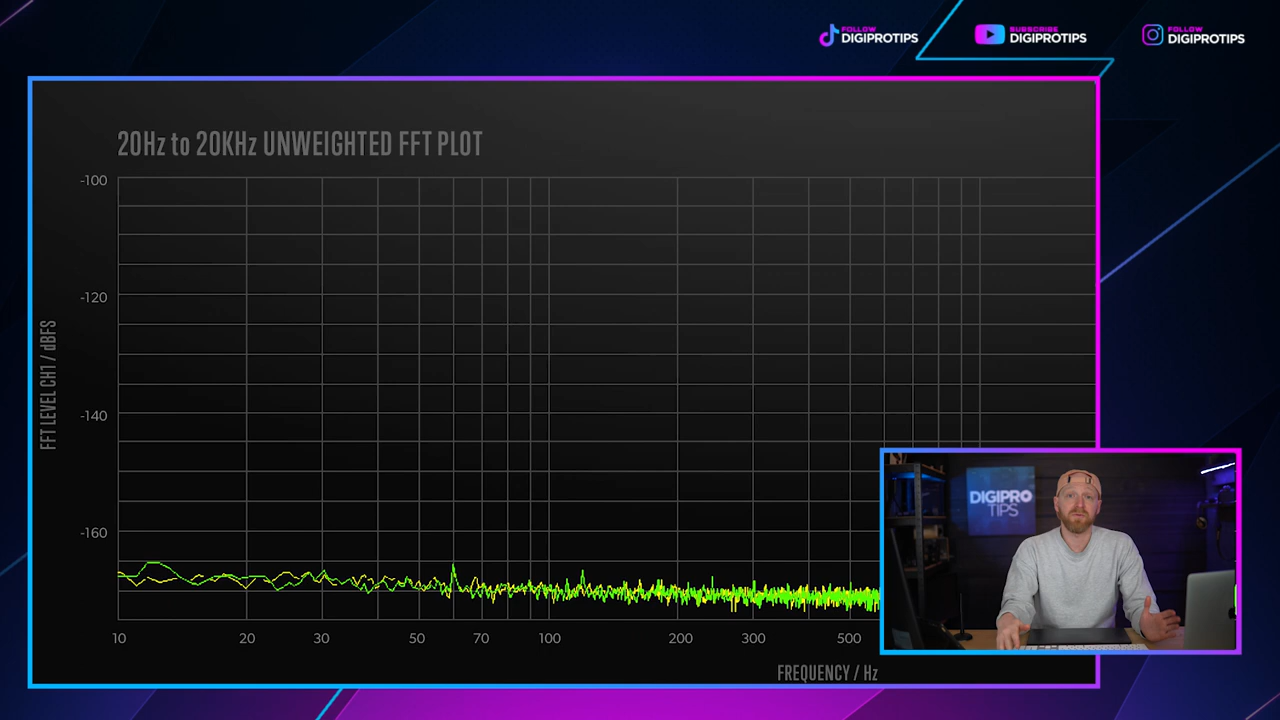 FOLLOW
DIGIPROTIPS
SUBSCRIBE
DIGIPROTIPS
FOLLOW
DIGIPROTIPS
20Hz to 20KHz UNWEIGHTED FFT PLOT
-100
-120
-140
-160
FFT LEVEL CH1 / dBFS
10 20 30 50 70 100 200 300 500
FREQUENCY / Hz
DIGIPRO
TIPS